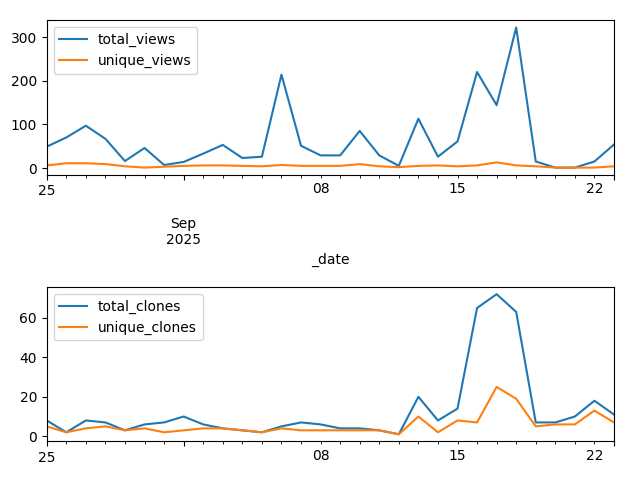 300
200
100
0
total_views
unique_views
25
08
15
22
Sep
2025
_date
60
40
20
0
total_clones
unique_clones
25
08
15
22